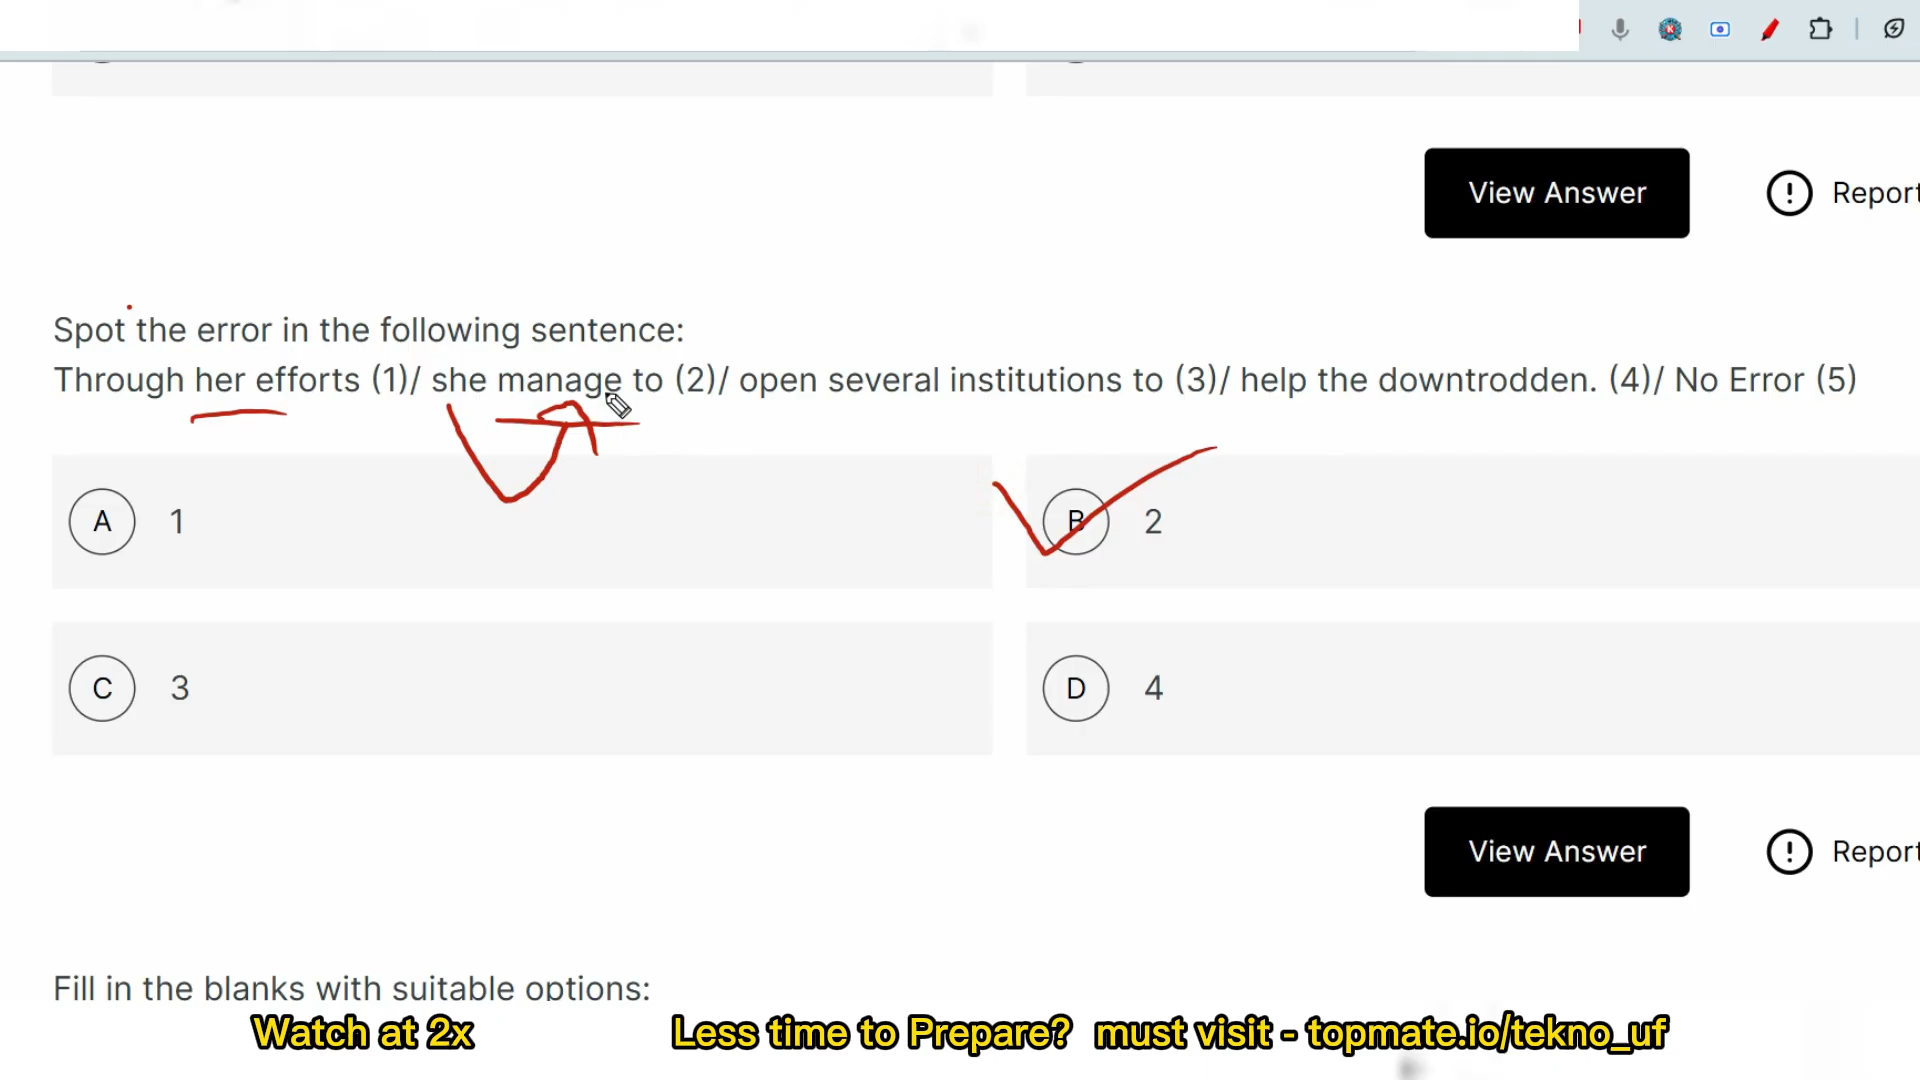 View Answer
Report
Spot the error in the following sentence:
Through her efforts (1)/ she manage to (2)/ open several institutions to (3)/ help the downtrodden. (4)/ No Error (5)
A 1
B 2
C 3
D 4
View Answer
Report
Fill in the blanks with suitable options:
Watch at 2x
Less time to Prepare? must visit - topmate.io/tekno_uf